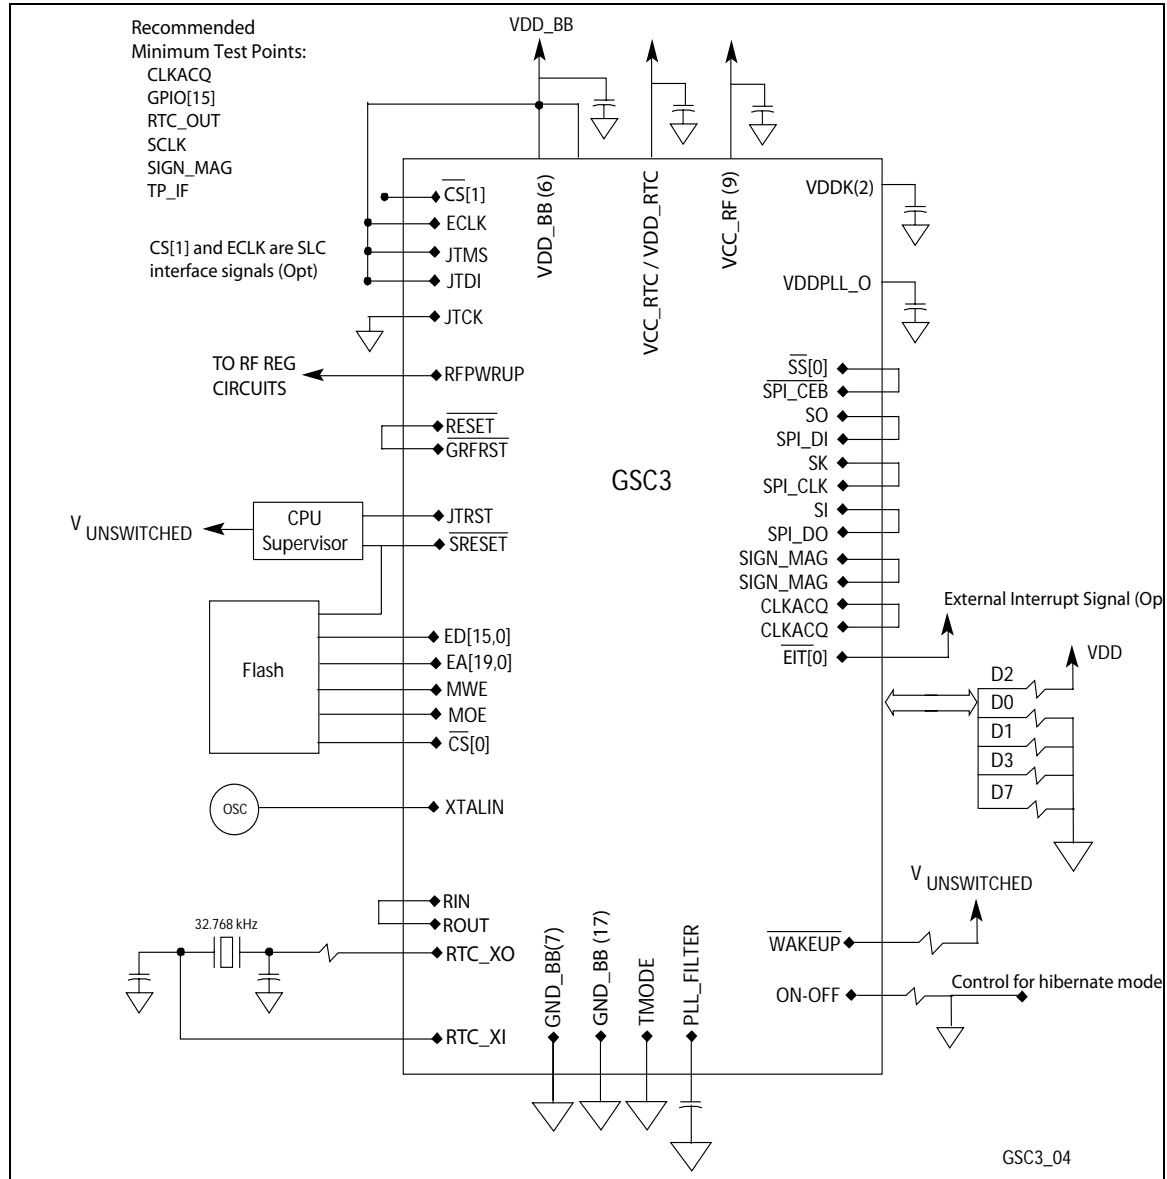 Recommended
Minimum Test Points:
CLKACQ
GPIO[15]
RTC_OUT
SCLK
SIGN_MAG
TP_IF
CS[1] and ECLK are SLC
interface signals (Opt)
VDD_BB
VDD_BB (6)
VCC_RTC / VDD_RTC
VCC_RF (9)
VDDK(2)
VDDPLL_O
CS[1]
ECLK
JTMS
JTDI
JTCK
TO RF REG
CIRCUITS
RFPWRUP
RESET
GRFRST
V UNSWITCHED
CPU
Supervisor
JTRST
SRESET
Flash
ED[15,0]
EA[19,0]
MWE
MOE
CS[0]
OSC
XTALIN
RIN
ROUT
32.768 kHz
RTC_XO
RTC_XI
GSC3
SS[0]
SPI_CEB
SO
SPI_DI
SK
SPI_CLK
SI
SPI_DO
SIGN_MAG
SIGN_MAG
CLKACQ
CLKACQ
EIT[0]
External Interrupt Signal (Op
VDD
D2
D0
D1
D3
D7
V UNSWITCHED
WAKEUP
ON-OFF
Control for hibernate mode
GND_BB(7)
GND_BB (17)
TMODE
PLL_FILTER
GSC3_04